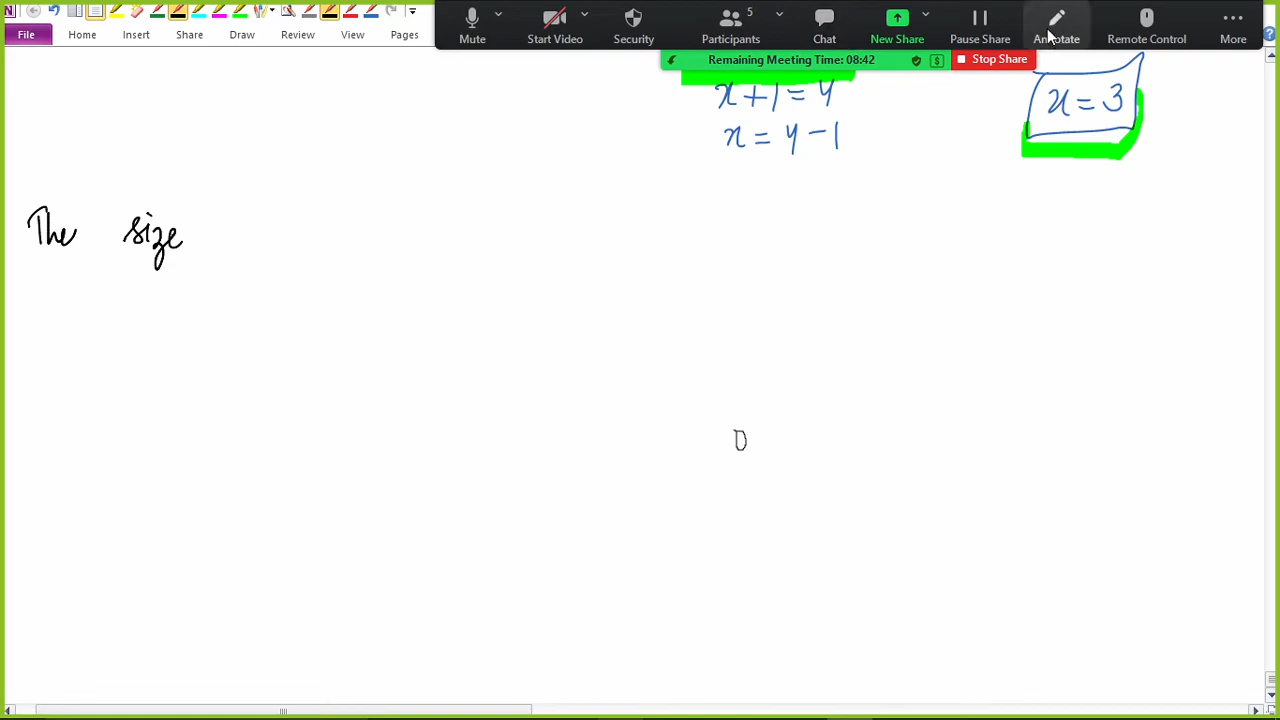 Mute
Start Video
Security
5
Participants
Chat
New Share
Pause Share
Annotate
Remote Control
More
File
Home
Insert
Share
Draw
Review
View
Pages
Remaining Meeting Time: 08:42
Stop Share
x + 1 = 4
x = 4 - 1
x = 3
The size
D